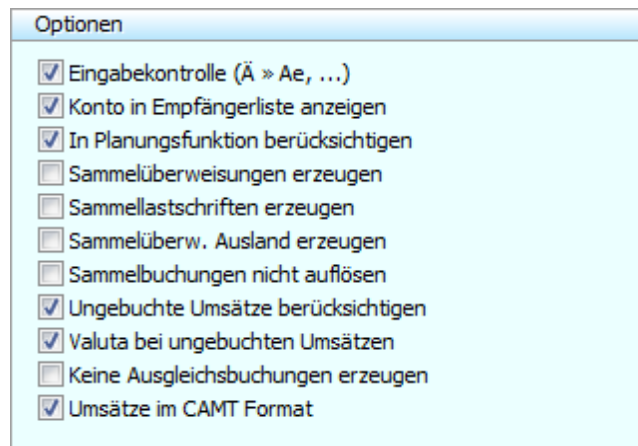 Optionen
Eingabekontrolle (Ä » Ae, ...)
Konto in Empfängerliste anzeigen
In Planungsfunktion berücksichtigen
Sammelüberweisungen erzeugen
Sammellastschriften erzeugen
Sammelüberw. Ausland erzeugen
Sammelbuchungen nicht auflösen
Ungebuchte Umsätze berücksichtigen
Valuta bei ungebuchten Umsätzen
Keine Ausgleichsbuchungen erzeugen
Umsätze im CAMT Format